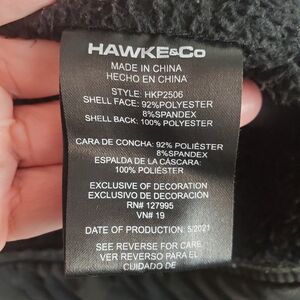 HAWKE&Co
MADE IN CHINA
HECHO EN CHINA
STYLE: HKP2506
SHELL FACE: 92%POLYESTER
8%SPANDEX
SHELL BACK: 100% POLYESTER
CARA DE CONCHA: 92% POLIÉSTER
8%SPANDEX
ESPALDA DE LA CÁSCARA:
100% POLIÉSTER
EXCLUSIVE OF DECORATION
EXCLUSIVO DE DECORACIÓN
RN# 127995
VN# 19
DATE OF PRODUCTION: 5/2021
SEE REVERSE FOR CARE
VER REVERSO PARA EL
CUIDADO DE